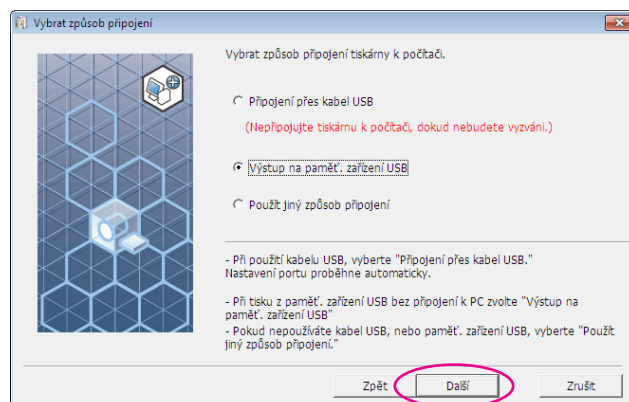 Vybrat způsob připojení
Vybrat způsob připojení tiskárny k počítači.
Připojení přes kabel USB
(Nepřipojujte tiskárnu k počítači, dokud nebudete vyzváni.)
Výstup na paměť. zařízení USB
Použít jiný způsob připojení
- Při použití kabelu USB, vyberte "Připojení přes kabel USB."
Nastavení portu proběhne automaticky.
- Při tisku z paměť. zařízení USB bez připojení k PC zvolte "Výstup na
paměť. zařízení USB"
- Pokud nepoužíváte kabel USB, nebo paměť. zařízení USB, vyberte "Použít
jiný způsob připojení."
Zpět
Další
Zrušit